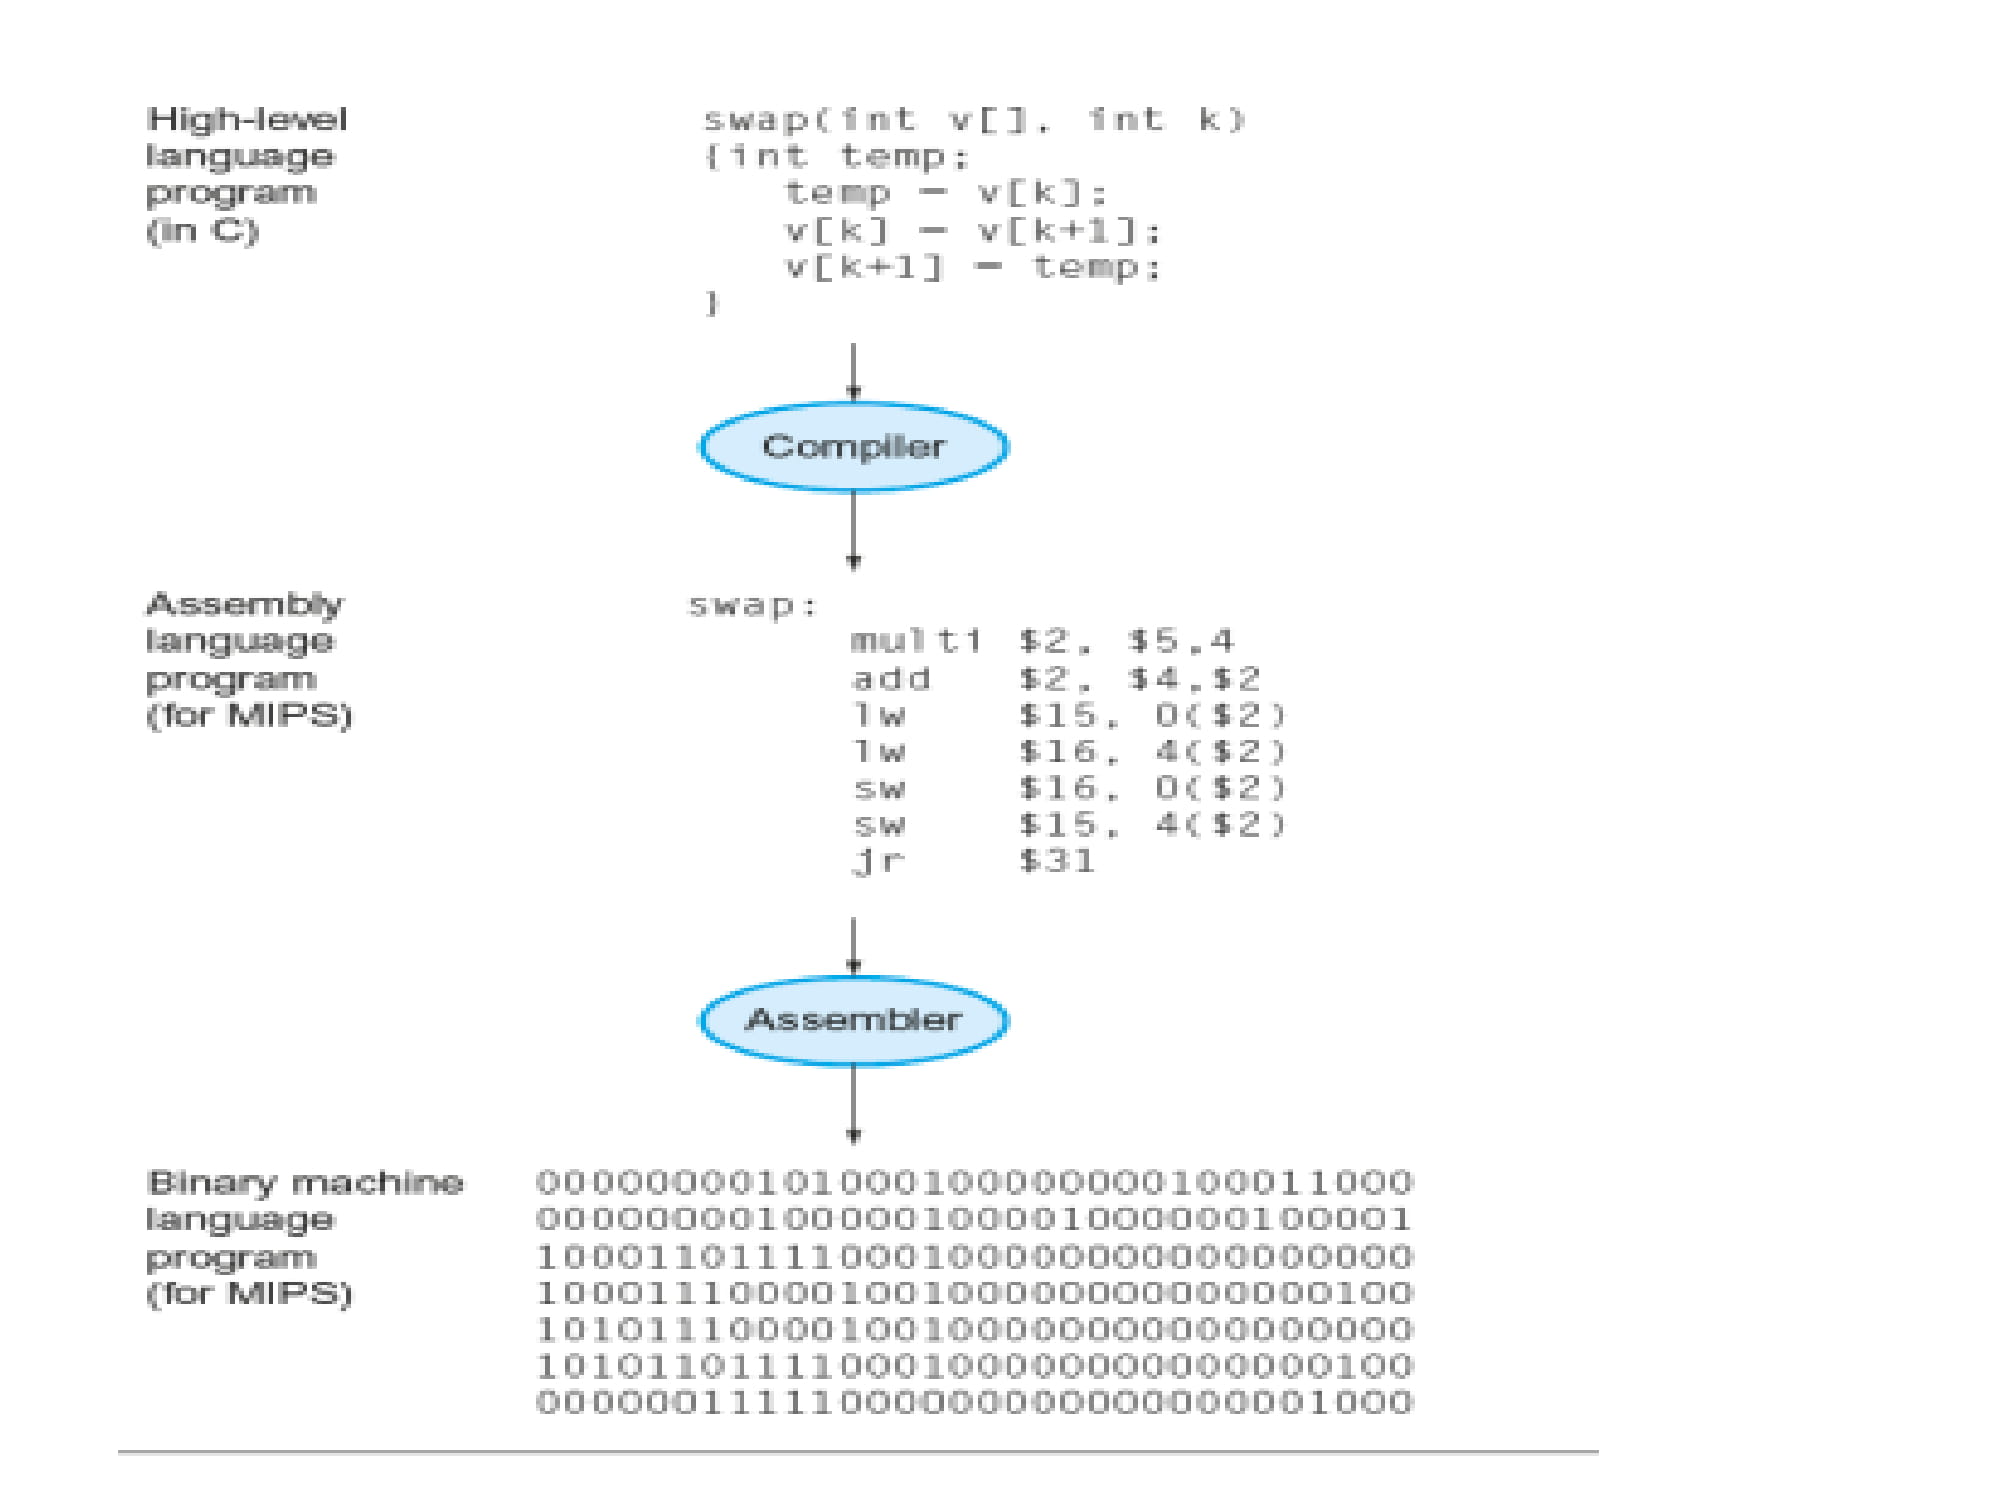 High-level
language
program
(in C)
swap(int v[], int k)
{int temp;
temp = v[k];
v[k] = v[k+1];
v[k+1] = temp;
}
Compiler
Assembly
language
program
(for MIPS)
swap:
multi $2, $5,4
add $2, $4,$2
lw $15, 0($2)
lw $16, 4($2)
sw $16, 0($2)
sw $15, 4($2)
jr $31
Assembler
Binary machine
language
program
(for MIPS)
00000000101000100000000100011000
00000000100000100001000000100001
10001101111000100000000000000000
10001110000100100000000000000100
10101110000100100000000000000000
10101101111000100000000000000100
00000011111000000000000000001000